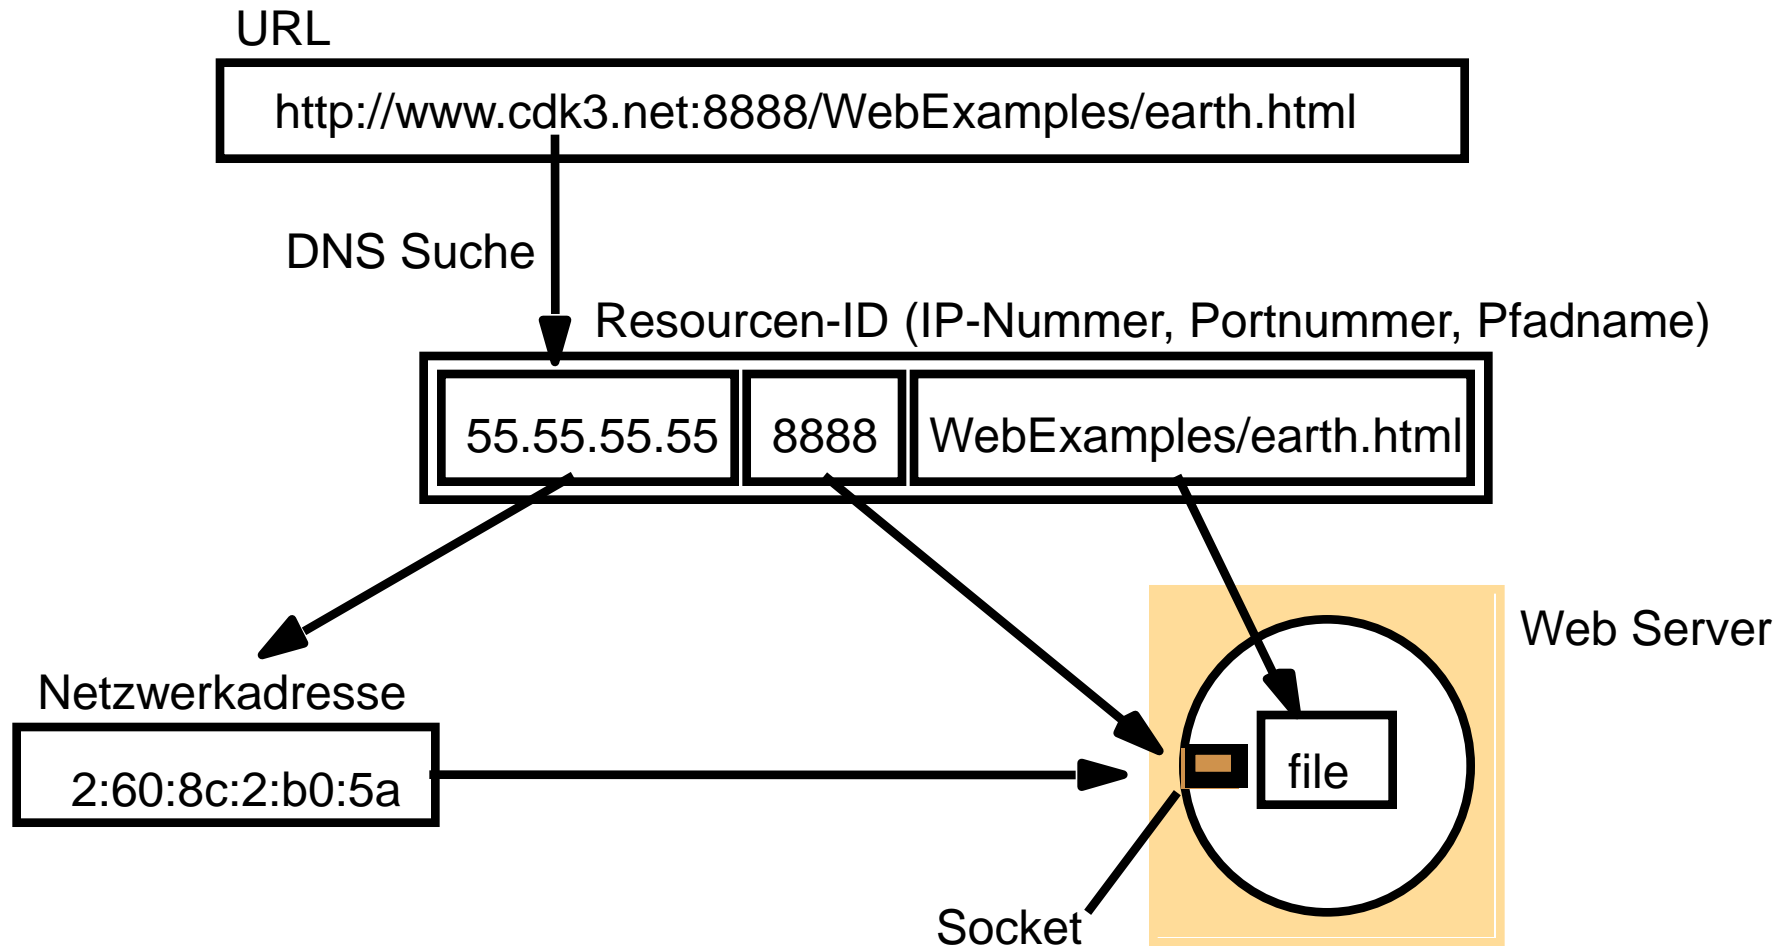 URL
http://www.cdk3.net:8888/WebExamples/earth.html
DNS Suche
Resourcen-ID (IP-Nummer, Portnummer, Pfadname)
55.55.55.55 8888 WebExamples/earth.html
Web Server
Netzwerkadresse
2:60:8c:2:b0:5a
file
Socket